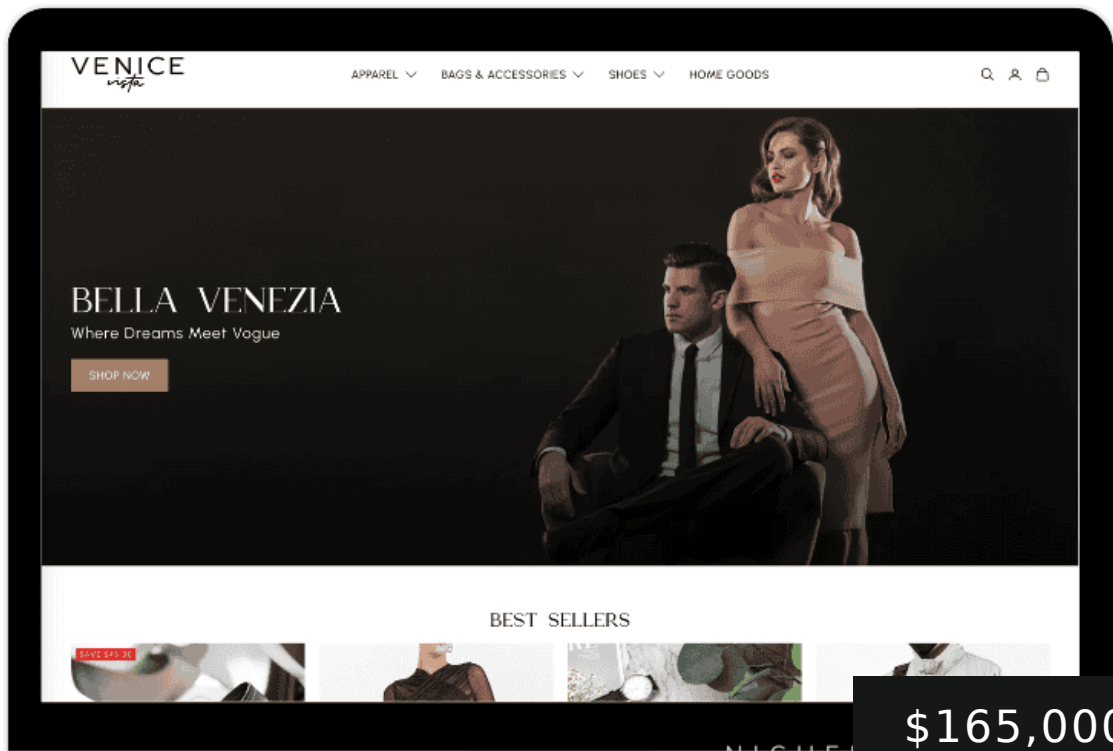 VENICE
vista
APPAREL BAGS & ACCESSORIES SHOES HOME GOODS
BELLA VENEZIA
Where Dreams Meet Vogue
SHOP NOW
BEST SELLERS
$165,000